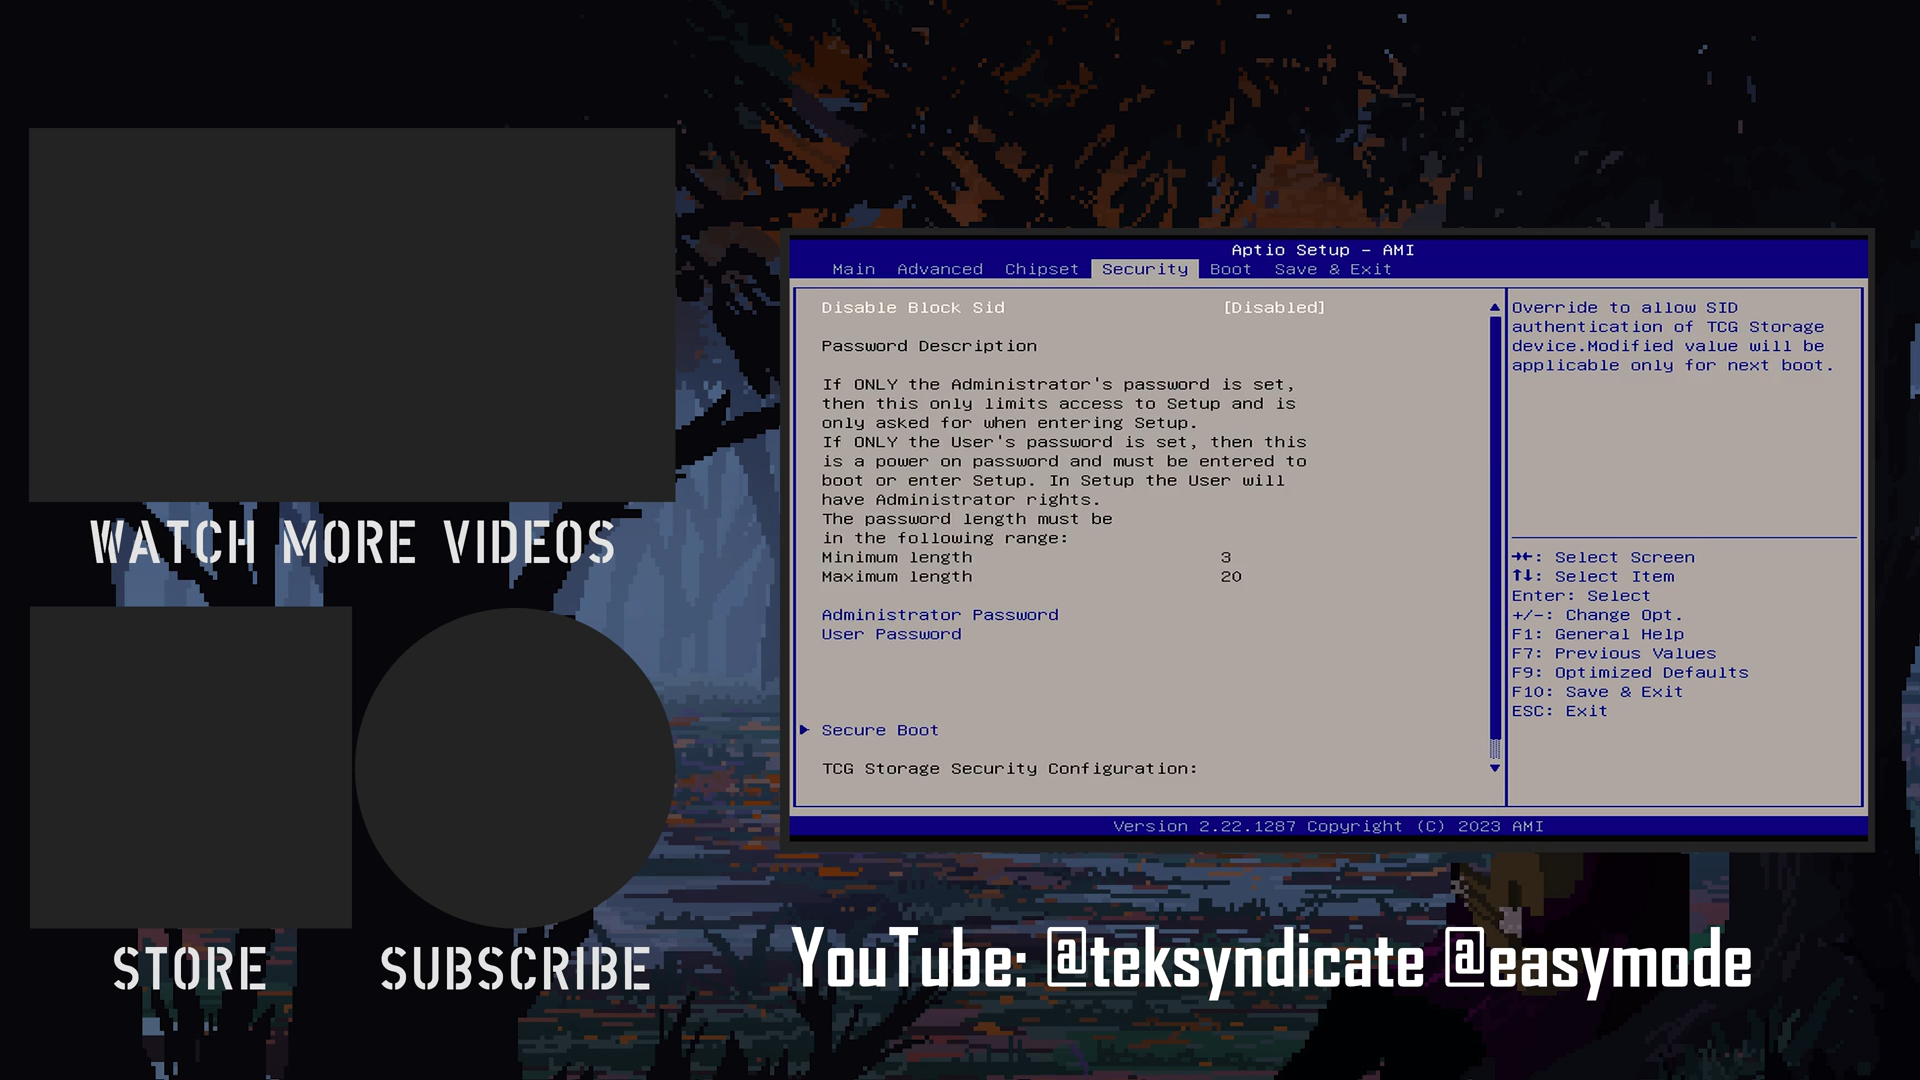 WATCH MORE VIDEOS
STORE
SUBSCRIBE
Aptio Setup – AMI
Main Advanced Chipset Security Boot Save & Exit
Disable Block Sid [Disabled]
Password Description
If ONLY the Administrator's password is set,
then this only limits access to Setup and is
only asked for when entering Setup.
If ONLY the User's password is set, then this
is a power on password and must be entered to
boot or enter Setup. In Setup the User will
have Administrator rights.
The password length must be
in the following range:
Minimum length 3
Maximum length 20
Administrator Password
User Password
Secure Boot
TCG Storage Security Configuration:
Override to allow SID
authentication of TCG Storage
device.Modified value will be
applicable only for next boot.
→←: Select Screen
↑↓: Select Item
Enter: Select
+/-: Change Opt.
F1: General Help
F7: Previous Values
F9: Optimized Defaults
F10: Save & Exit
ESC: Exit
Version 2.22.1287 Copyright (C) 2023 AMI
YouTube: @teksyndicate @easymode